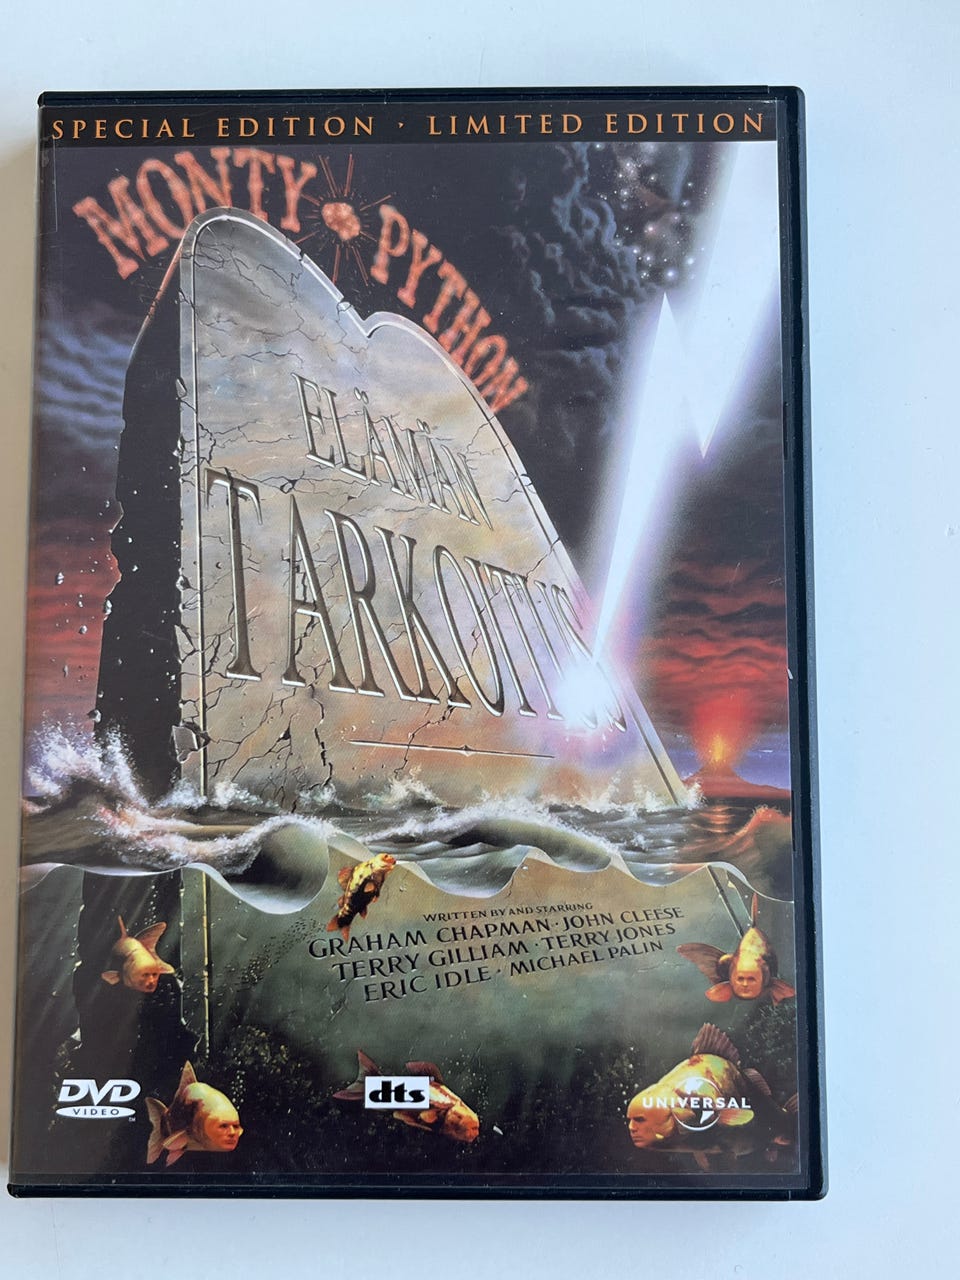 SPECIAL EDITION · LIMITED EDITION
MONTY PYTHON
ELÄMÄN
TARKOITUS
WRITTEN BY AND STARRING
GRAHAM CHAPMAN · JOHN CLEESE
TERRY GILLIAM · TERRY JONES
ERIC IDLE · MICHAEL PALIN
DVD
VIDEO
dts
UNIVERSAL